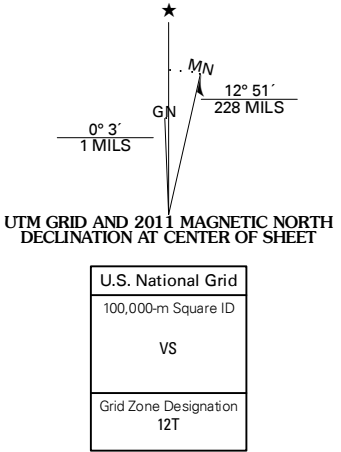 ★
MN
GN
12° 51´
228 MILS
0° 3´
1 MILS
UTM GRID AND 2011 MAGNETIC NORTH
DECLINATION AT CENTER OF SHEET
U.S. National Grid
100,000-m Square ID
VS
Grid Zone Designation
12T